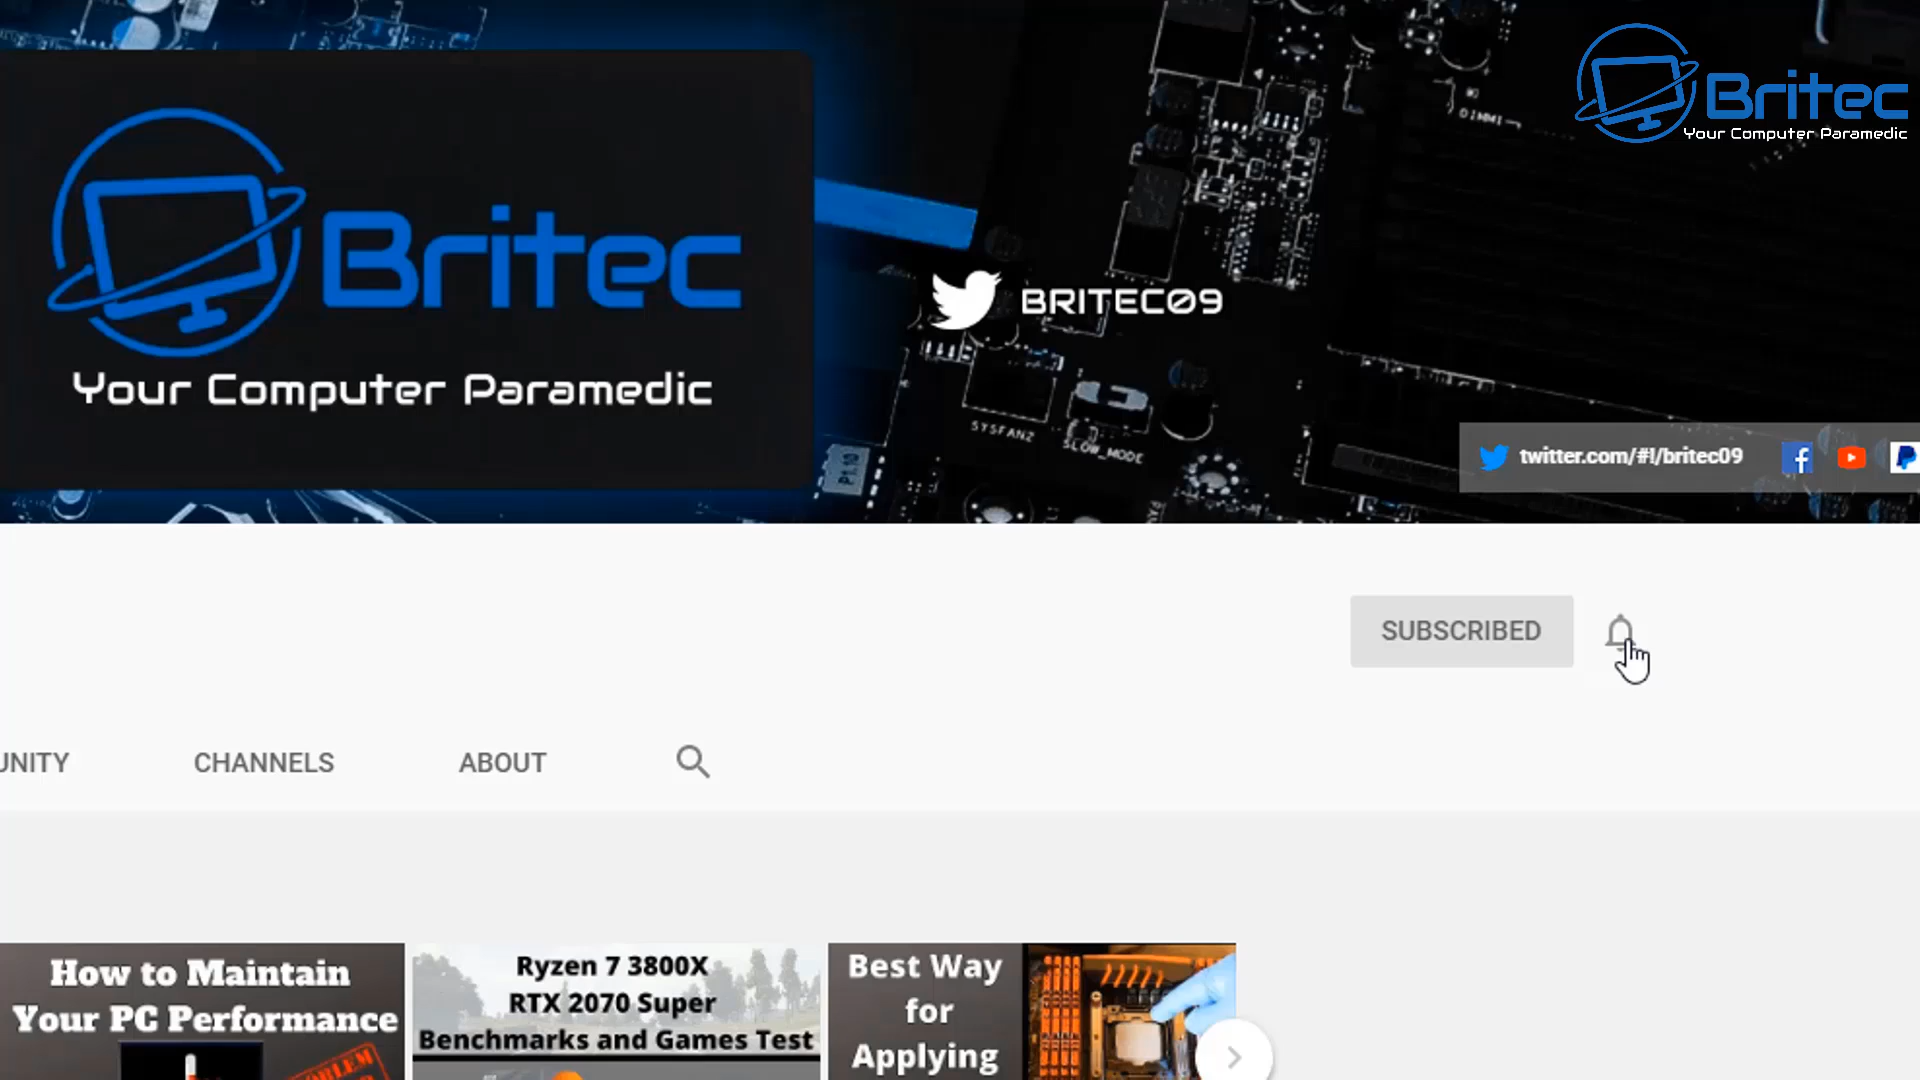 Britec
Your Computer Paramedic
Britec
Your Computer Paramedic
BRITEC09
SYSFAN2
SLOW_MODE
P1.10
twitter.com/#!/britec09
SUBSCRIBED
UNITY
CHANNELS
ABOUT
How to Maintain
Your PC Performance
Ryzen 7 3800X
RTX 2070 Super
Benchmarks and Games Test
Best Way
for
Applying